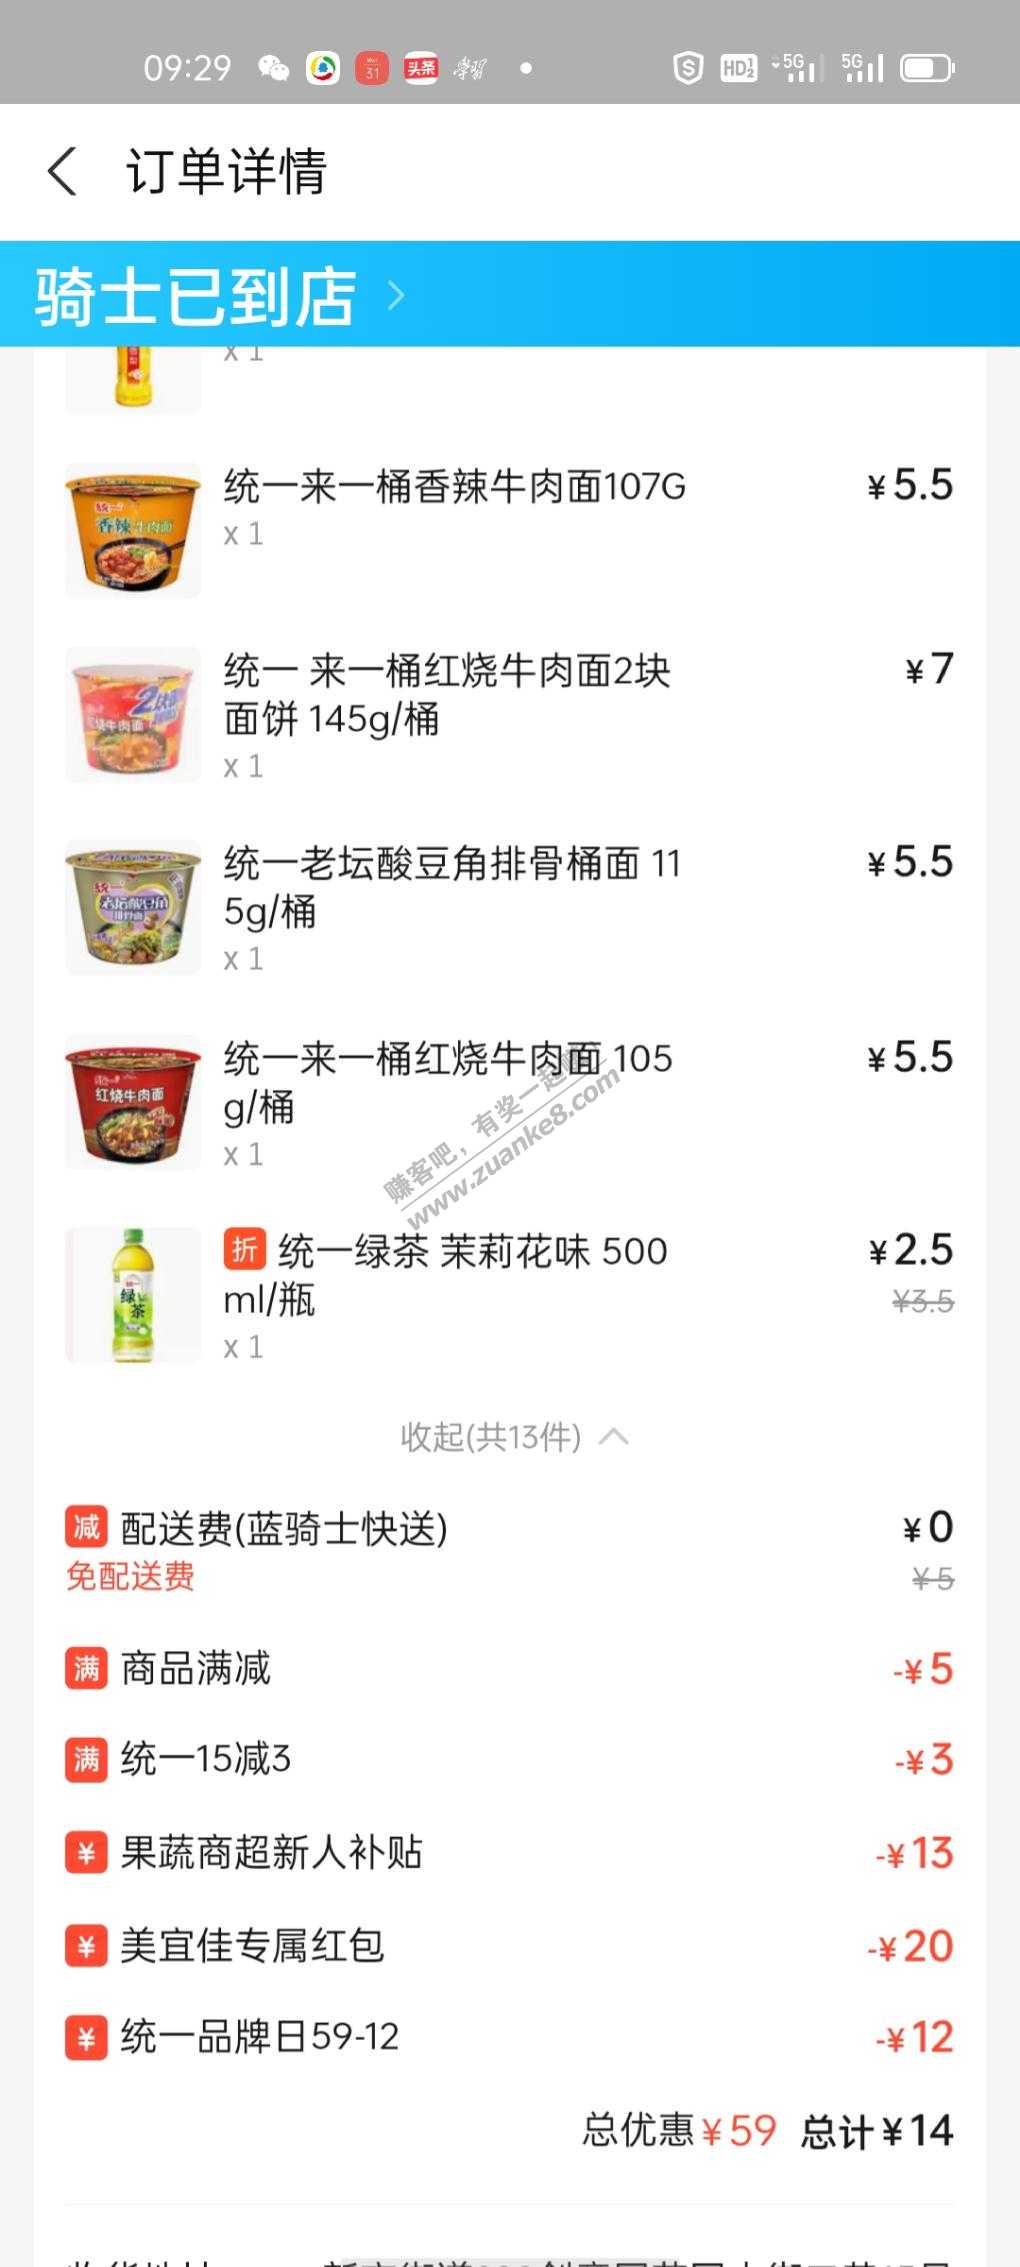 09:29
头条
HD
5G
5G
订单详情
骑士已到店
x 1
统一来一桶香辣牛肉面107G
¥5.5
x 1
统一 来一桶红烧牛肉面2块
面饼 145g/桶
¥7
x 1
统一老坛酸豆角排骨桶面 11
5g/桶
¥5.5
x 1
统一来一桶红烧牛肉面 105
g/桶
¥5.5
x 1
赚客吧，有奖一起赚！
www.zuanke8.com
折 统一绿茶 茉莉花味 500
ml/瓶
¥2.5
¥3.5
x 1
收起(共13件)
减 配送费(蓝骑士快送)
¥0
免配送费
¥5
满 商品满减
-¥5
满 统一15减3
-¥3
¥ 果蔬商超新人补贴
-¥13
¥ 美宜佳专属红包
-¥20
¥ 统一品牌日59-12
-¥12
总优惠¥59 总计¥14